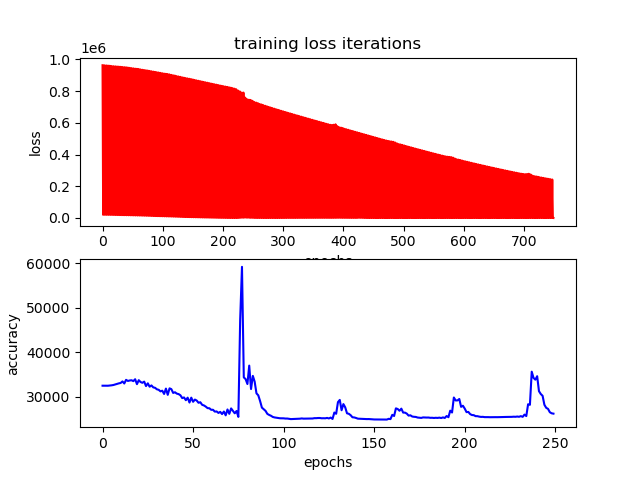 training loss iterations
1e6
1.0
0.8
0.6
0.4
0.2
0.0
loss
0 100 200 300 400 500 600 700
epochs
60000
50000
40000
30000
accuracy
0 50 100 150 200 250
epochs